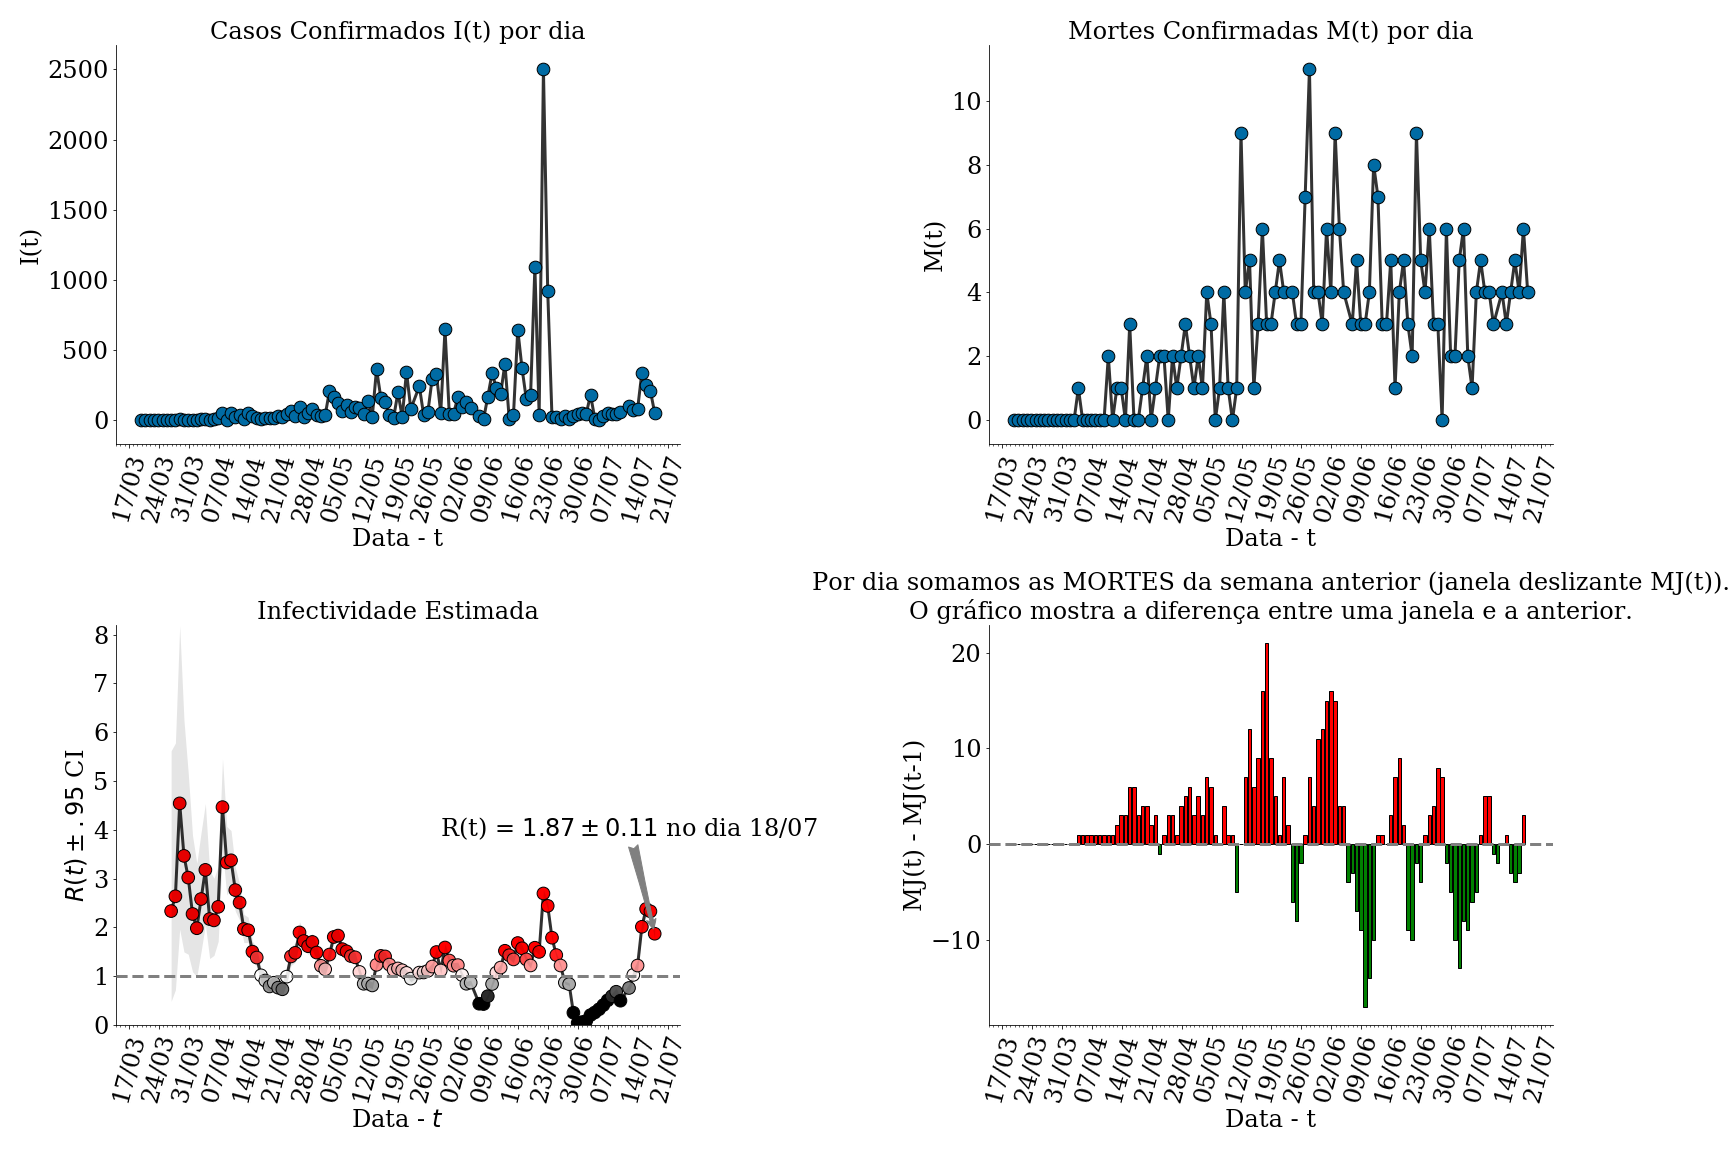 Casos Confirmados I(t) por dia
2500
2000
1500
1000
500
0
I(t)
17/03 24/03 31/03 07/04 14/04 21/04 28/04 05/05 12/05 19/05 26/05 02/06 09/06 16/06 23/06 30/06 07/07 14/07 21/07
Data - t
Mortes Confirmadas M(t) por dia
10
8
6
4
2
0
M(t)
17/03 24/03 31/03 07/04 14/04 21/04 28/04 05/05 12/05 19/05 26/05 02/06 09/06 16/06 23/06 30/06 07/07 14/07 21/07
Data - t
Infectividade Estimada
8
7
6
5
4
3
2
1
0
R(t) ± .95 CI
R(t) = 1.87 ± 0.11 no dia 18/07
17/03 24/03 31/03 07/04 14/04 21/04 28/04 05/05 12/05 19/05 26/05 02/06 09/06 16/06 23/06 30/06 07/07 14/07 21/07
Data - t
Por dia somamos as MORTES da semana anterior (janela deslizante MJ(t)).
O gráfico mostra a diferença entre uma janela e a anterior.
20
10
0
−10
MJ(t) - MJ(t-1)
17/03 24/03 31/03 07/04 14/04 21/04 28/04 05/05 12/05 19/05 26/05 02/06 09/06 16/06 23/06 30/06 07/07 14/07 21/07
Data - t